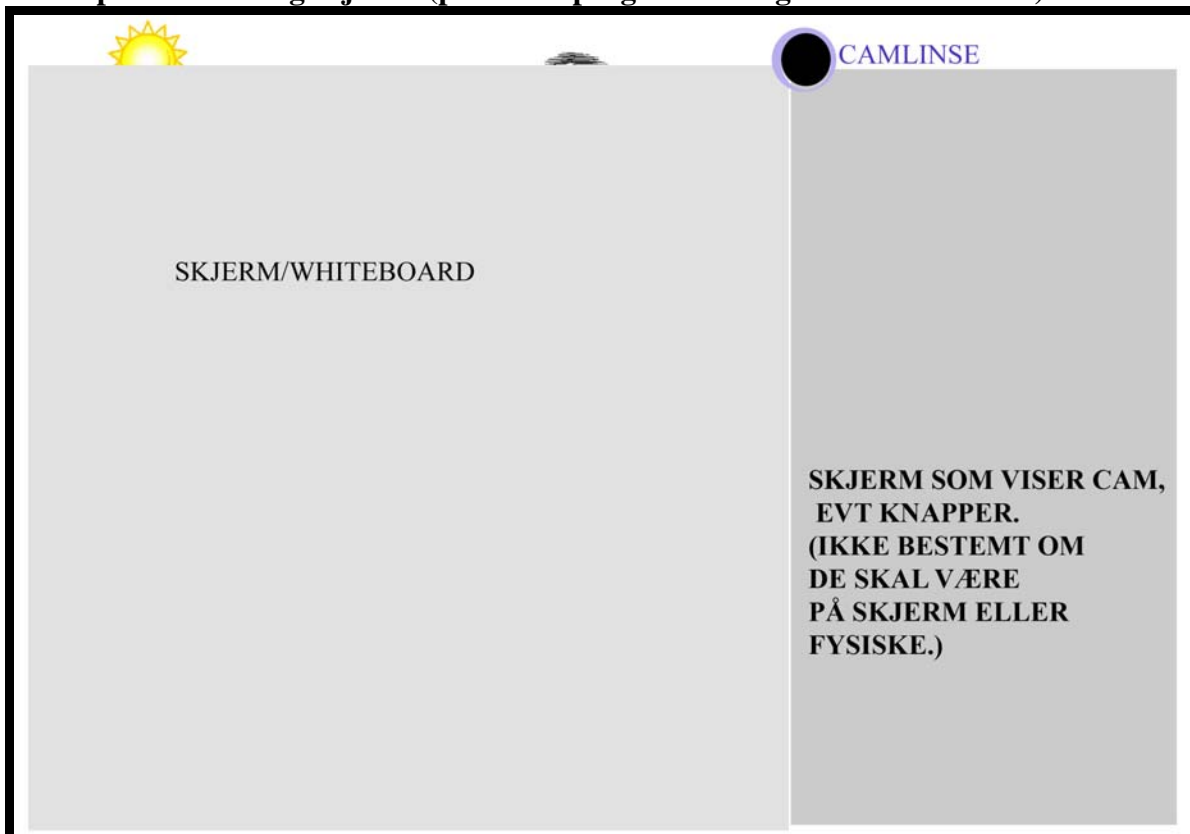 CAMLINSE
SKJERM/WHITEBOARD
SKJERM SOM VISER CAM,
EVT KNAPPER.
(IKKE BESTEMT OM
DE SKAL VÆRE
PÅ SKJERM ELLER
FYSISKE.)